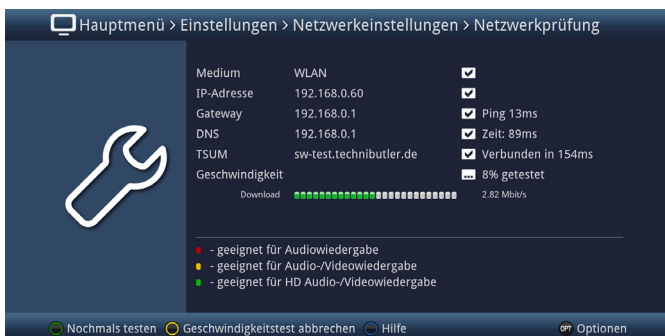 Hauptmenü > Einstellungen > Netzwerkeinstellungen > Netzwerkprüfung
Medium WLAN
IP-Adresse 192.168.0.60
Gateway 192.168.0.1 Ping 13ms
DNS 192.168.0.1 Zeit: 89ms
TSUM sw-test.technibutler.de Verbunden in 154ms
Geschwindigkeit ... 8% getestet
Download 2.82 Mbit/s
- geeignet für Audiowiedergabe
- geeignet für Audio-/Videowiedergabe
- geeignet für HD Audio-/Videowiedergabe
Nochmals testen Geschwindigkeitstest abbrechen Hilfe OPT Optionen